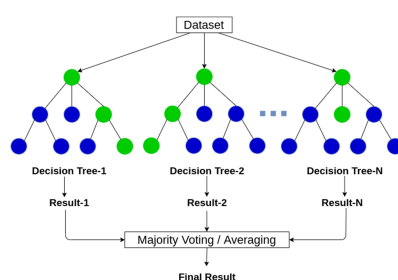 Dataset
Decision Tree-1
Decision Tree-2
Decision Tree-N
Result-1
Result-2
Result-N
Majority Voting / Averaging
Final Result